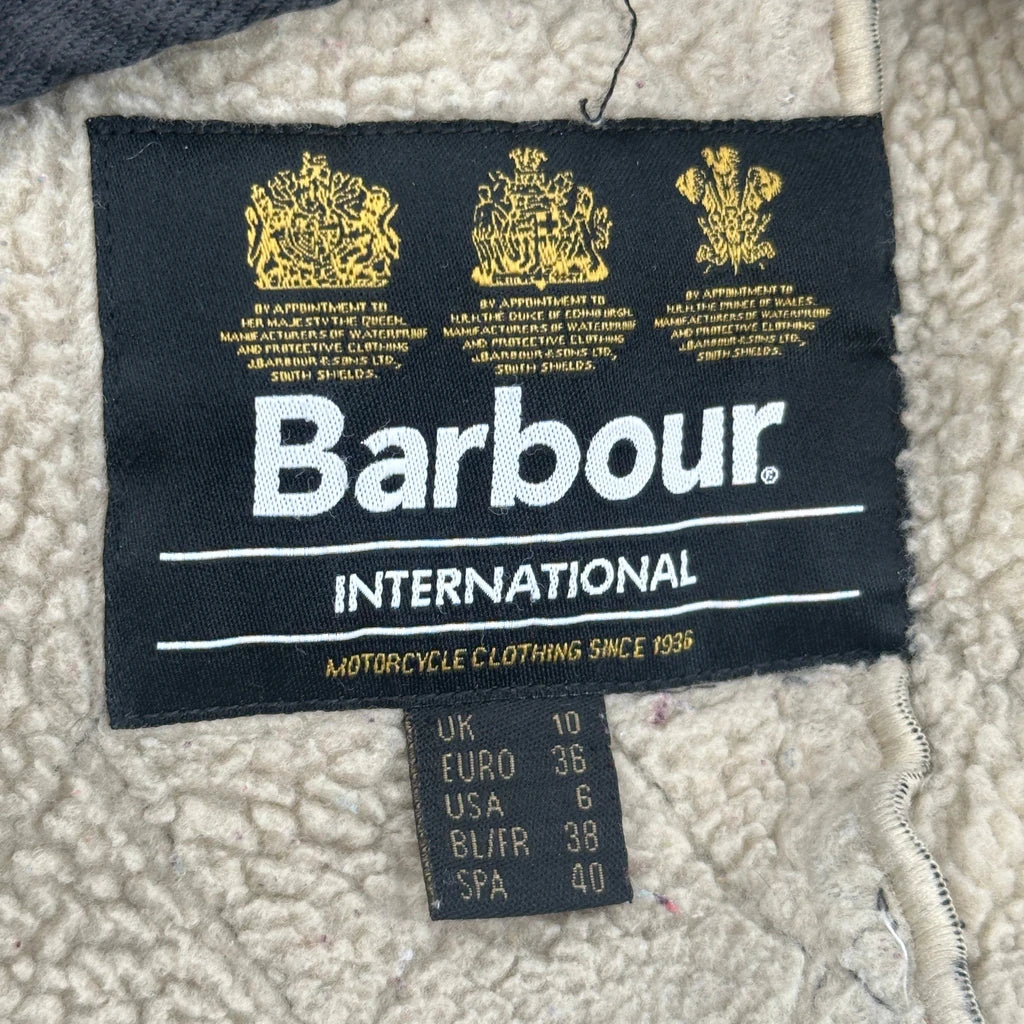 BY APPOINTMENT TO
HER MAJESTY THE QUEEN,
MANUFACTURERS OF WATERPROOF
AND PROTECTIVE CLOTHING
J.BARBOUR & SONS LTD.,
SOUTH SHIELDS.
BY APPOINTMENT TO
H.R.H. THE DUKE OF EDINBURGH,
MANUFACTURERS OF WATERPROOF
AND PROTECTIVE CLOTHING
J.BARBOUR & SONS LTD,
SOUTH SHIELDS.
BY APPOINTMENT TO
H.R.H. THE PRINCE OF WALES,
MANUFACTURERS OF WATERPROOF
AND PROTECTIVE CLOTHING
J.BARBOUR & SONS LTD.,
SOUTH SHIELDS.
Barbour®
INTERNATIONAL
MOTORCYCLE CLOTHING SINCE 1936
UK 10
EURO 36
USA 6
BL/FR 38
SPA 40